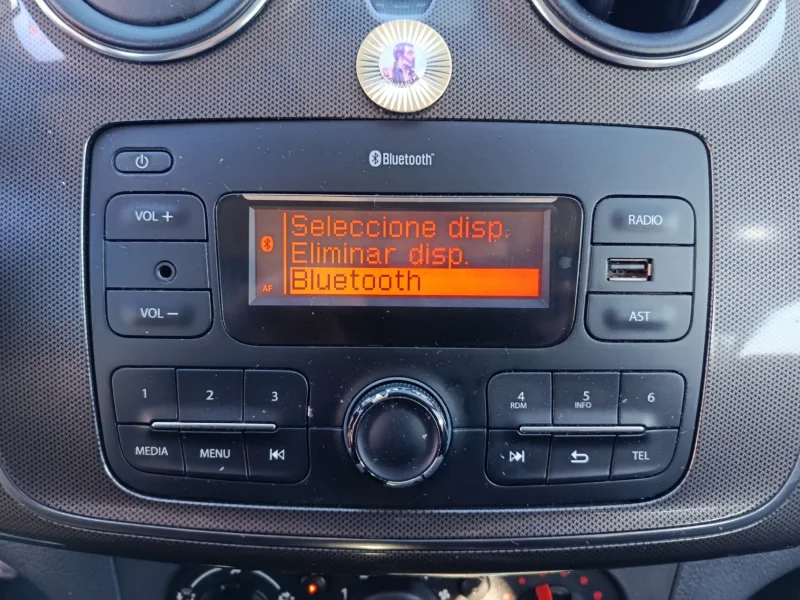 Bluetooth
VOL +
RADIO
Seleccione disp.
Eliminar disp.
AF
Bluetooth
VOL −
AST
1
2
3
4
RDM
5
INFO
6
MEDIA
MENU
TEL
1